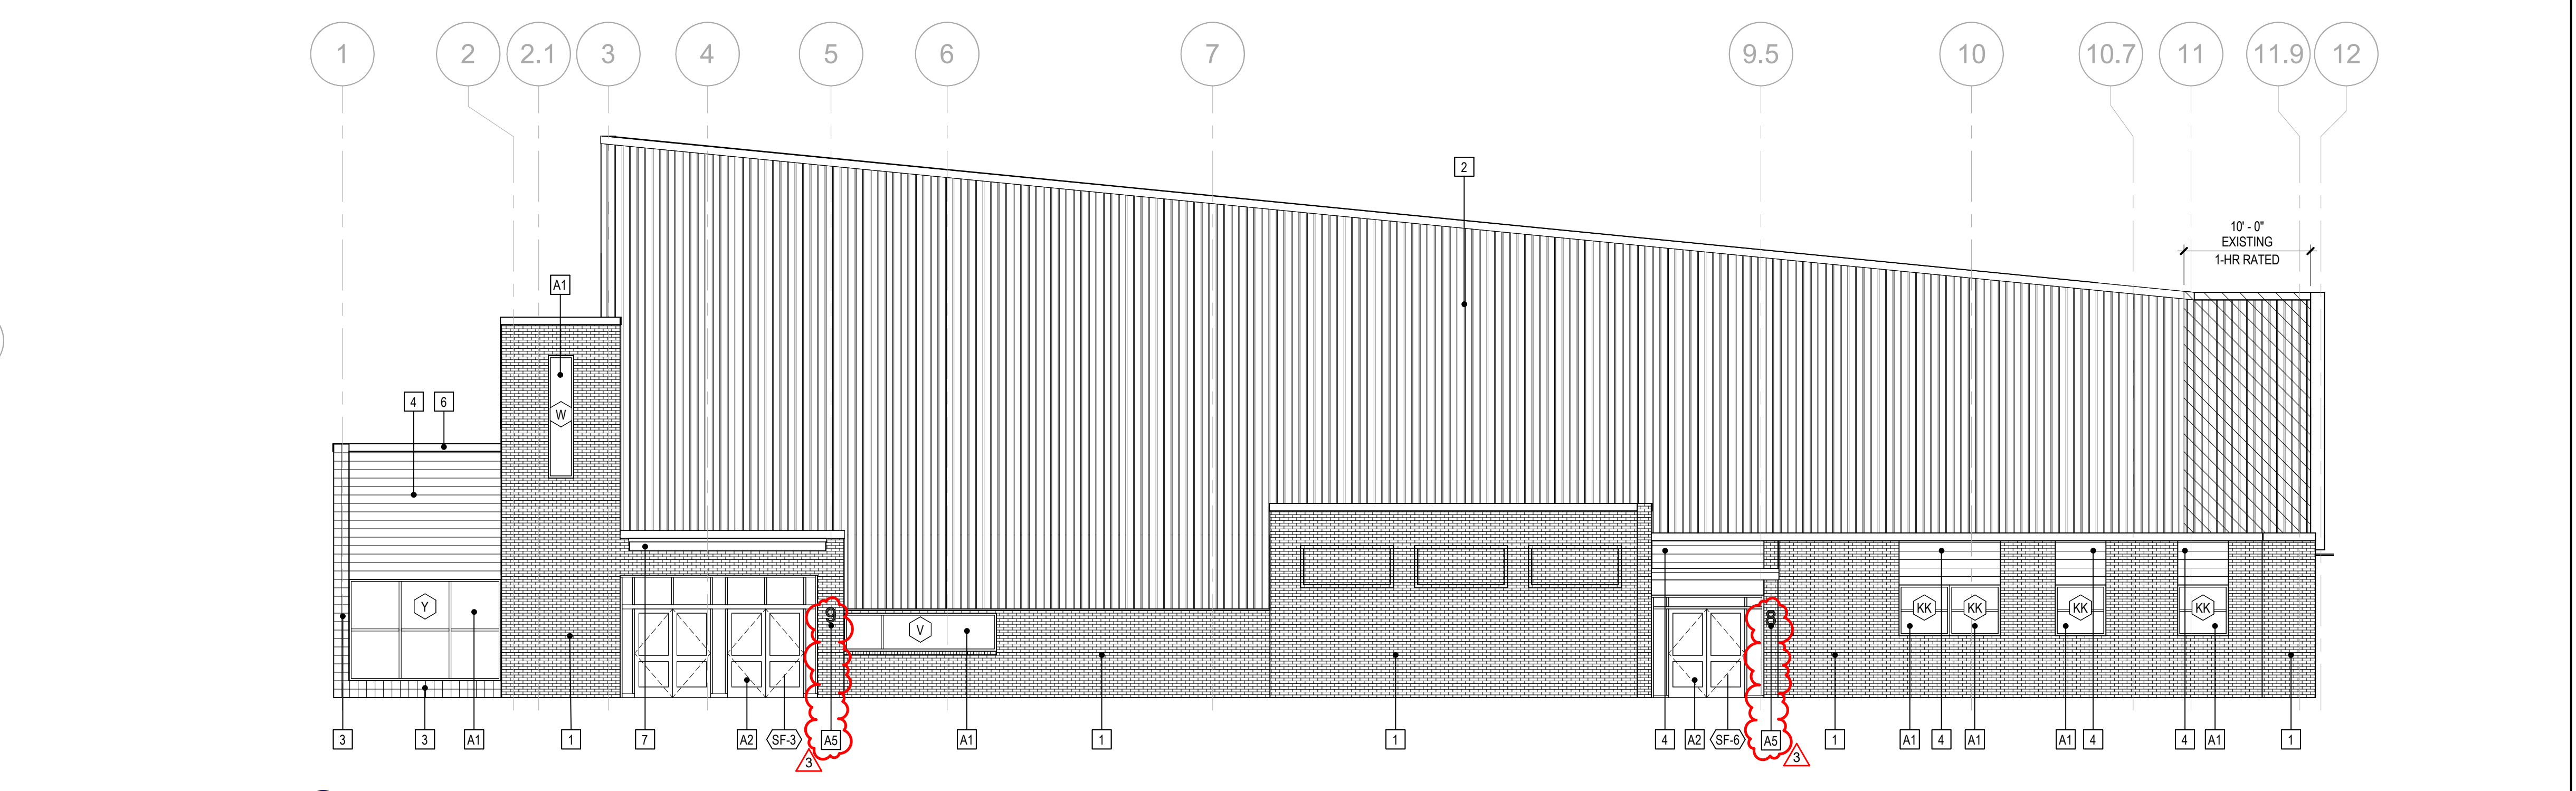 1 2 2.1 3 4 5 6 7 9.5 10 10.7 11 11.9 12
2
10' - 0"
EXISTING
1-HR RATED
A1
W
4 6
7
Y
9
V
8
KK KK KK KK
3 3 A1 1 7 A2 SF-3 A5 A1 1 1 4 A2 SF-6 A5 1 A1 4 A1 A1 4 4 A1 1
3 3